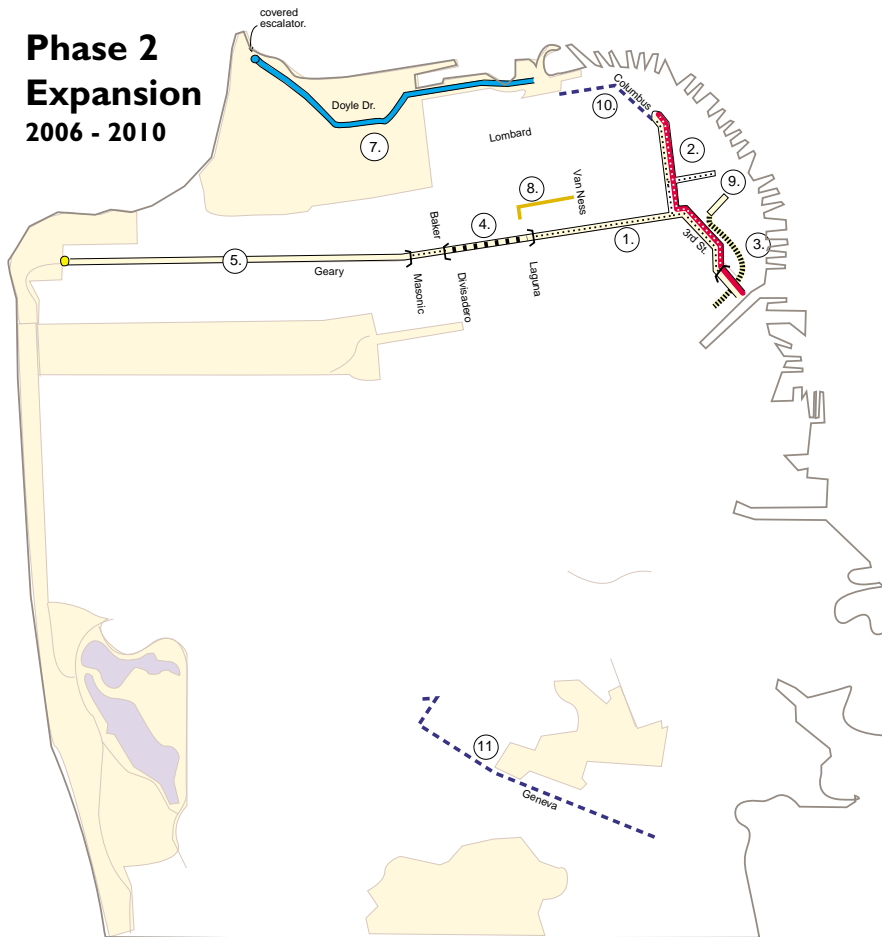 Phase 2
Expansion
2006 - 2010
covered
escalator.
Doyle Dr.
7.
10.
Columbus
Lombard
2.
9.
8.
Van Ness
Baker
4.
1.
3rd St.
3.
5.
Geary
Masonic
Divisadero
Laguna
11
Geneva